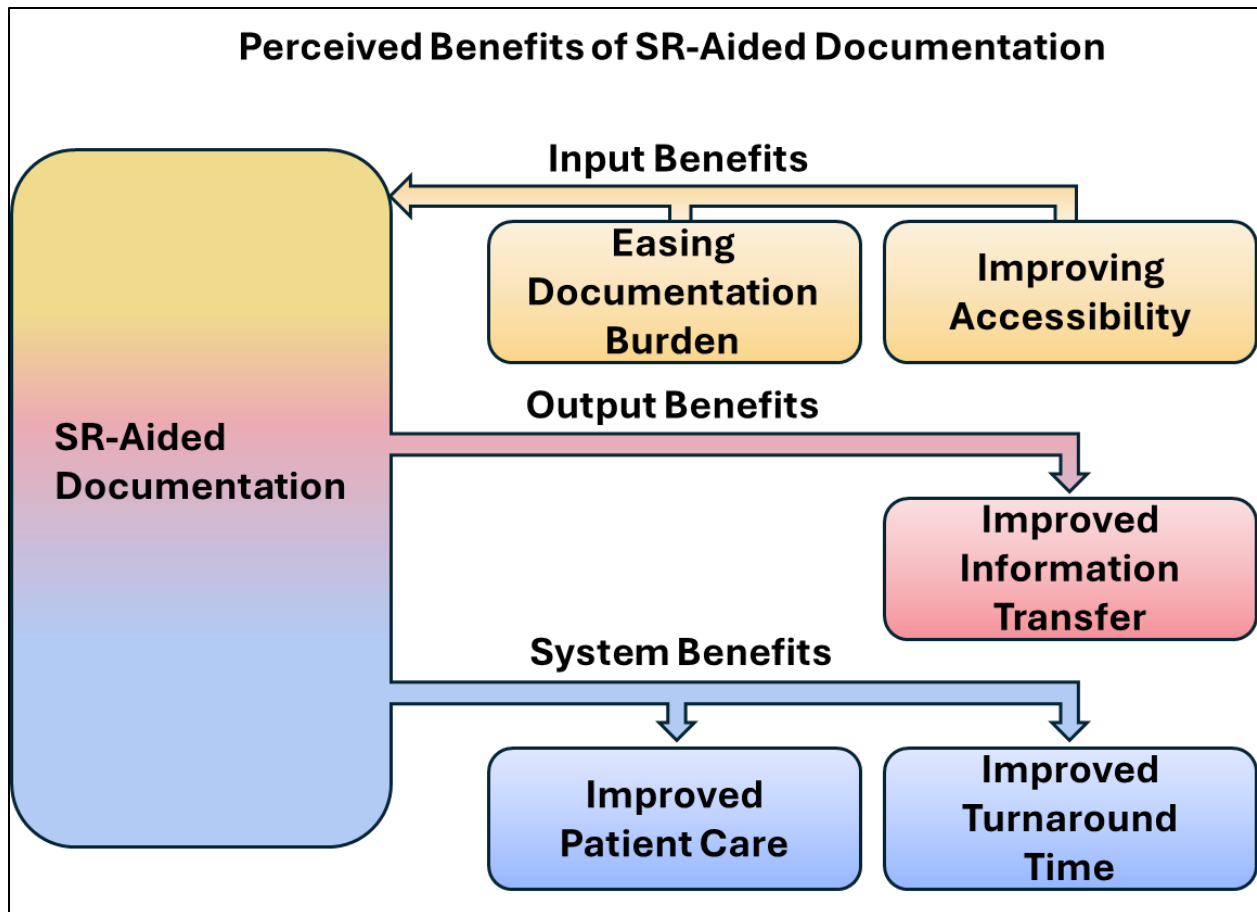 Perceived Benefits of SR-Aided Documentation
Input Benefits
Easing
Documentation
Burden
Improving
Accessibility
SR-Aided
Documentation
Output Benefits
Improved
Information
Transfer
System Benefits
Improved
Patient Care
Improved
Turnaround
Time